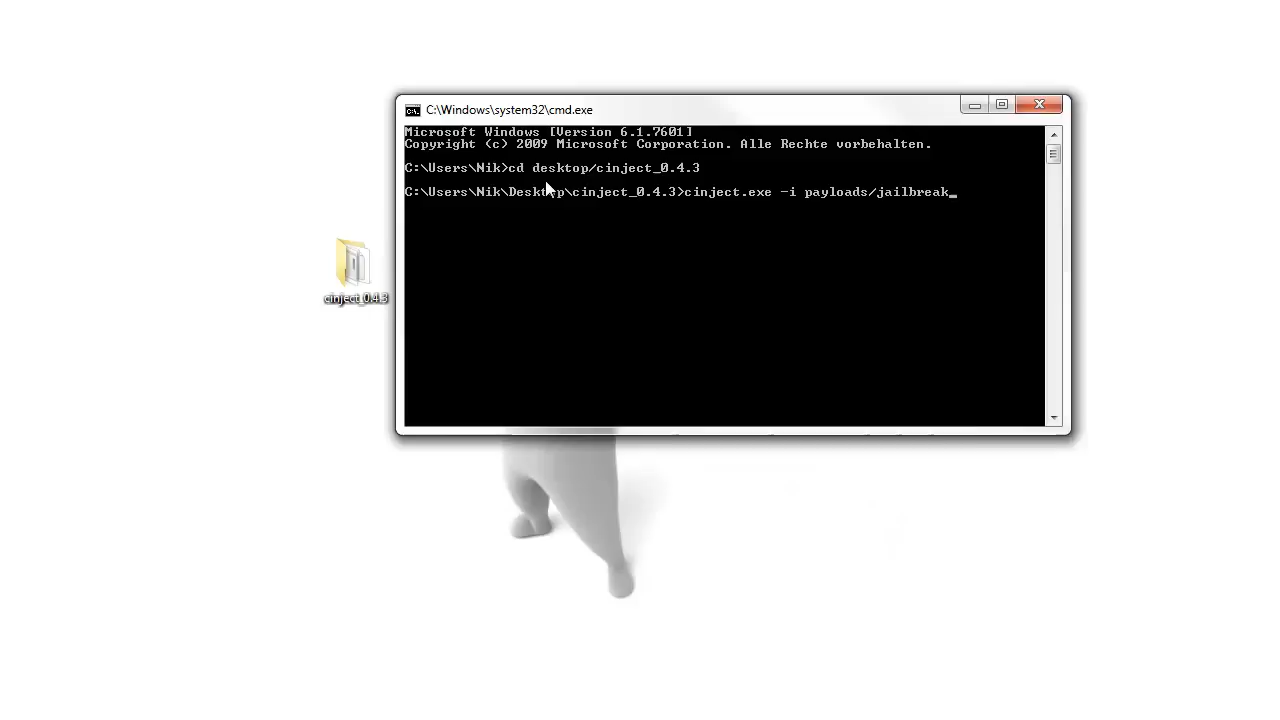 C:\Windows\system32\cmd.exe
Microsoft Windows [Version 6.1.7601]
Copyright (c) 2009 Microsoft Corporation. Alle Rechte vorbehalten.
C:\Users\Nik>cd desktop/cinject_0.4.3
C:\Users\Nik\Desktop\cinject_0.4.3>cinject.exe -i payloads/jailbreak_
cinject_0.4.3